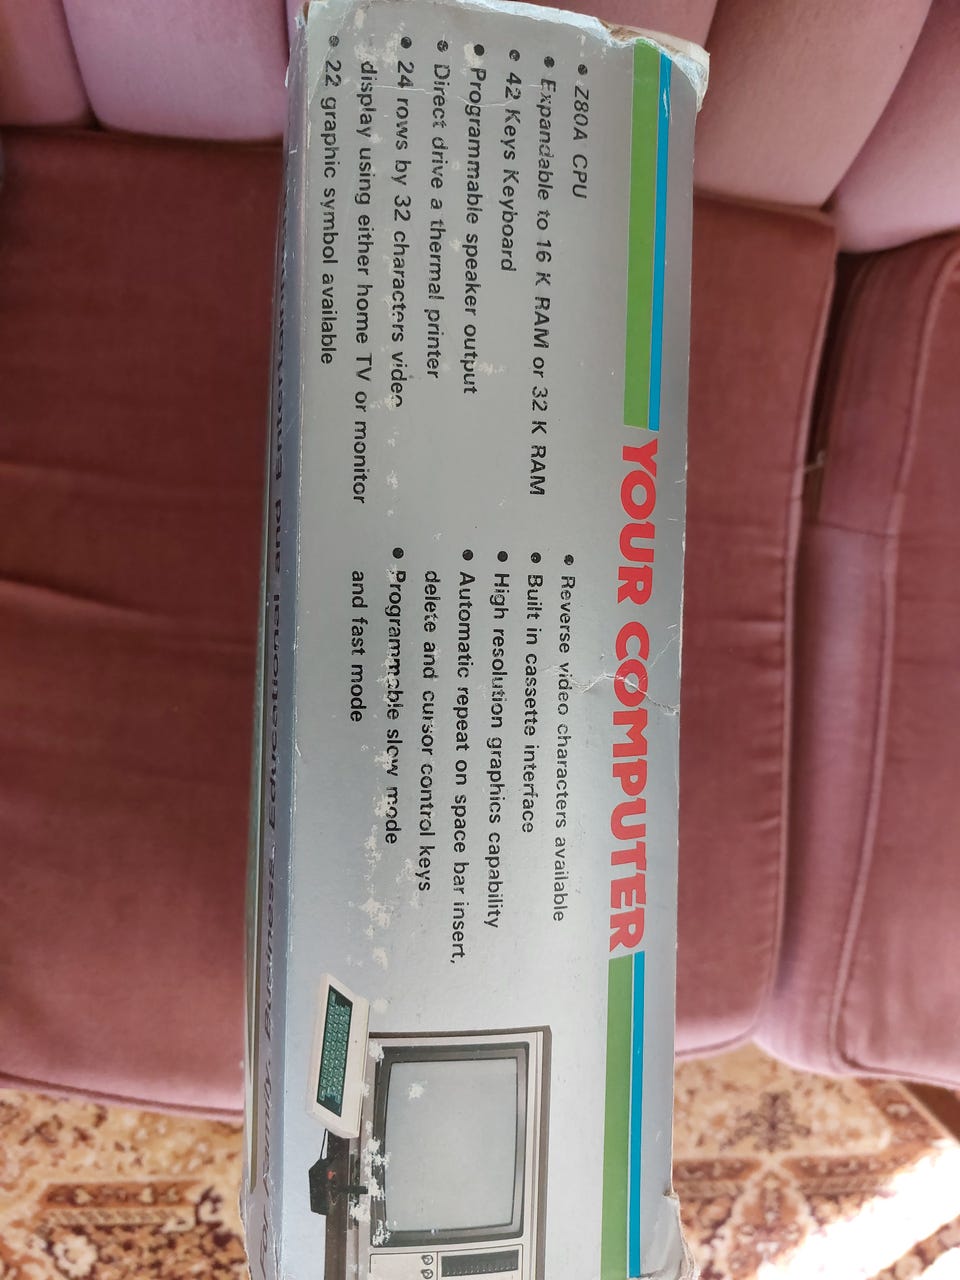 YOUR COMPUTER
• Z80A CPU
• Expandable to 16 K RAM or 32 K RAM
• 42 Keys Keyboard
• Programmable speaker output
• Direct drive a thermal printer
• 24 rows by 32 characters video
display using either home TV or monitor
• 22 graphic symbol available
• Reverse video characters available
• Built in cassette interface
• High resolution graphics capability
• Automatic repeat on space bar insert,
delete and cursor control keys
• Programmable slow mode
and fast mode
and Educational